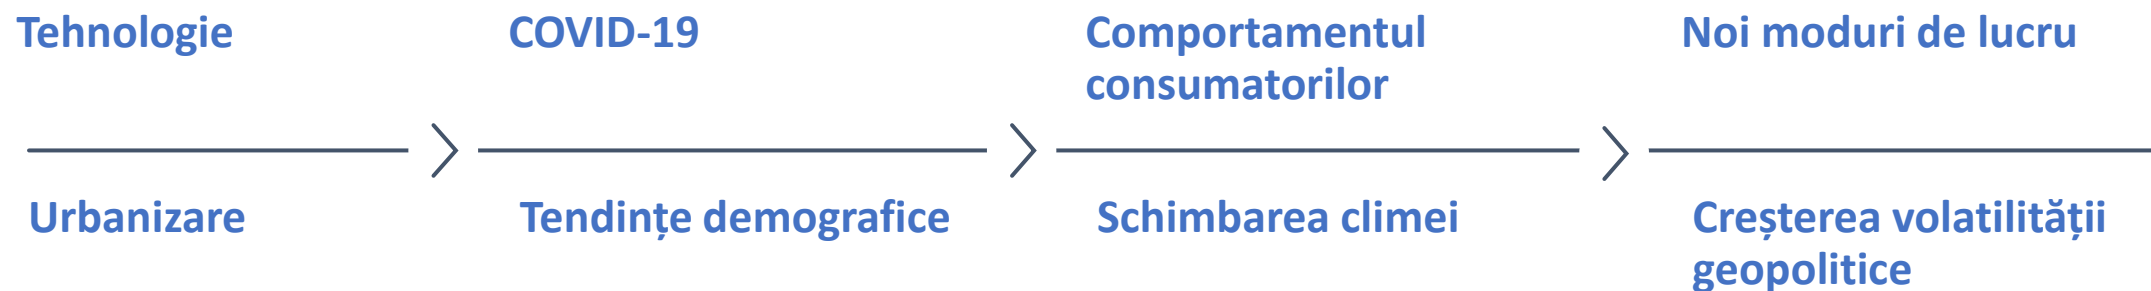 Tehnologie
COVID-19
Comportamentul
consumatorilor
Noi moduri de lucru
Urbanizare
Tendințe demografice
Schimbarea climei
Creșterea volatilității
geopolitice